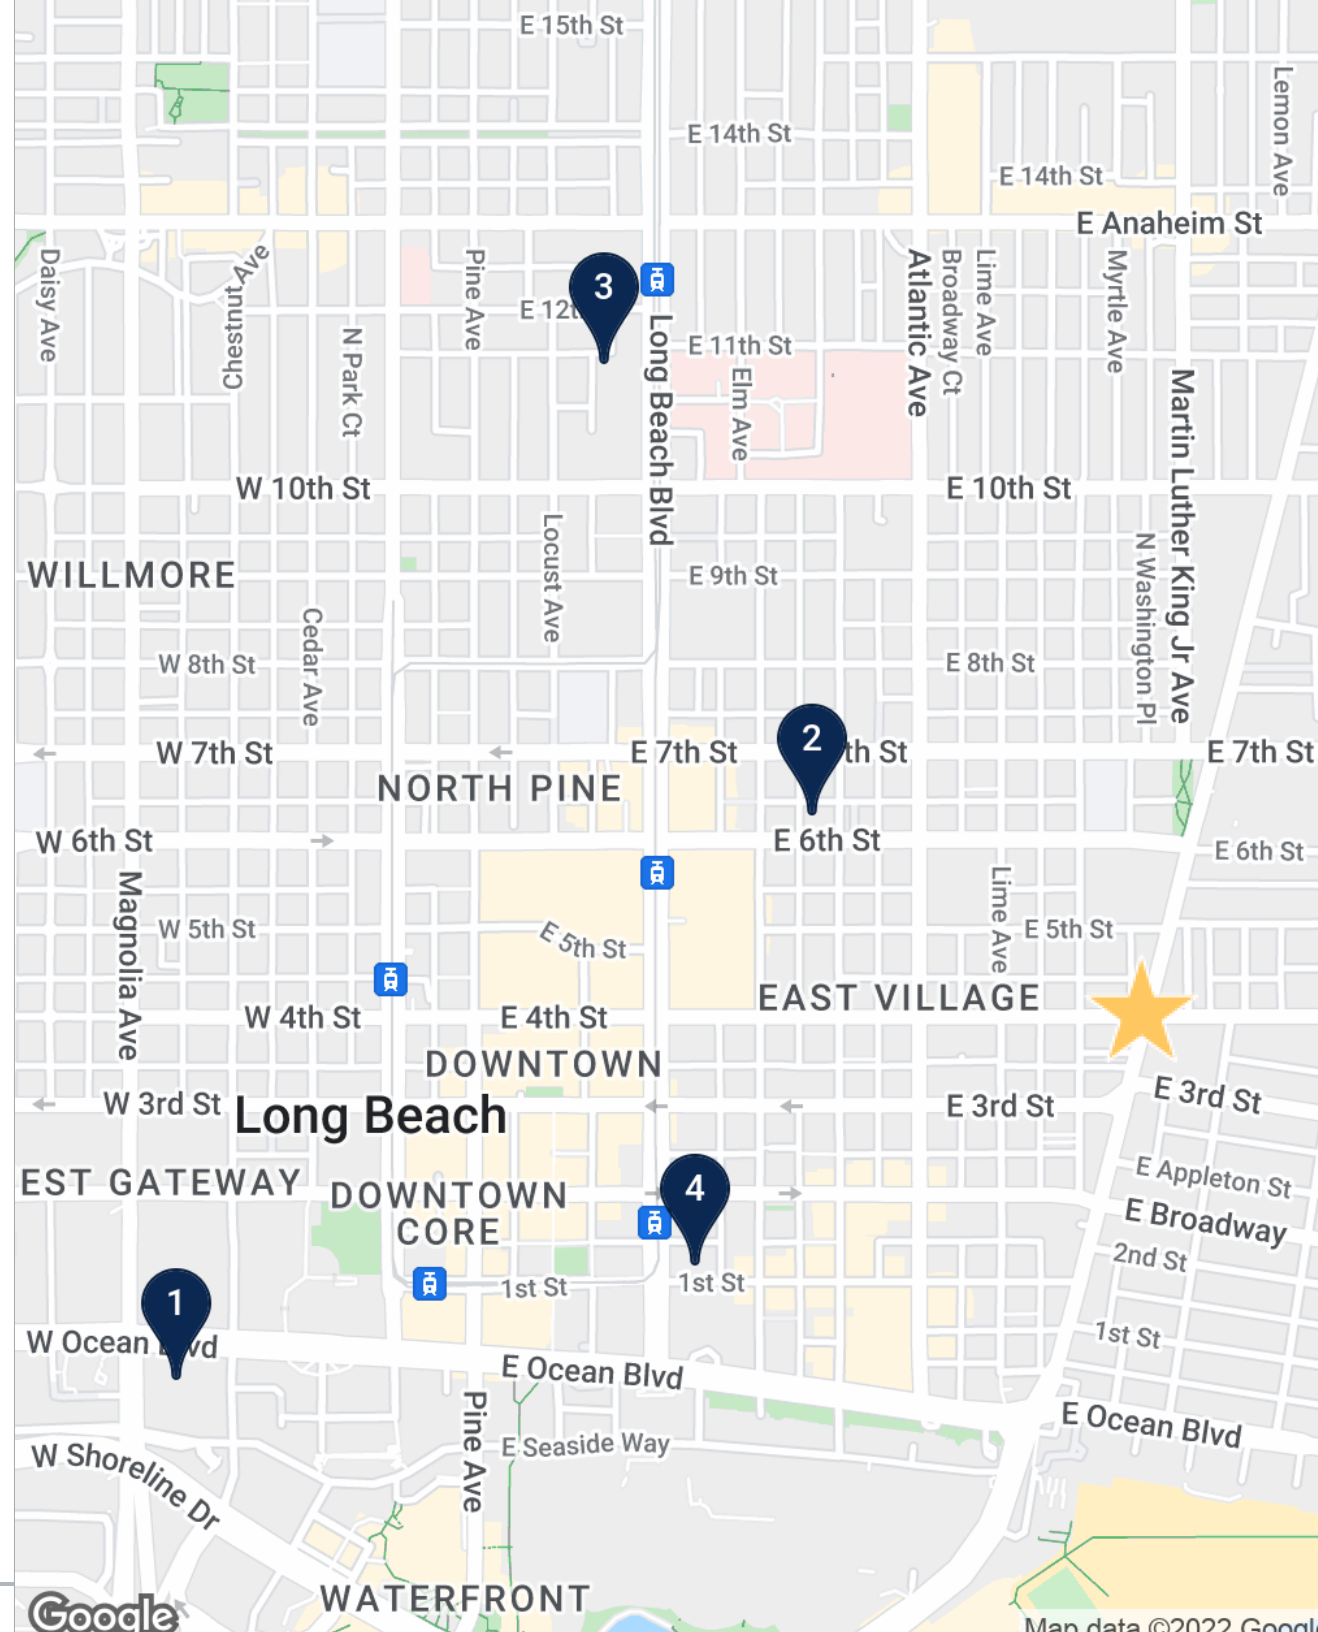 E 15th St
Lemon Ave
E 14th St
E 14th St
E Anaheim St
Daisy Ave
Chestnut Ave
Pine Ave
3
E 12t
N Park Ct
Long Beach Blvd
E 11th St
Elm Ave
Atlantic Ave
Broadway Ct
Lime Ave
Myrtle Ave
Martin Luther King Jr Ave
W 10th St
E 10th St
Locust Ave
N Washington Pl
WILLMORE
E 9th St
Cedar Ave
W 8th St
E 8th St
2
W 7th St
E 7th St
th St
E 7th St
NORTH PINE
W 6th St
E 6th St
E 6th St
Magnolia Ave
Lime Ave
W 5th St
E 5th St
E 5th St
EAST VILLAGE
W 4th St
E 4th St
DOWNTOWN
W 3rd St
Long Beach
E 3rd St
E 3rd St
EST GATEWAY
DOWNTOWN
CORE
4
E Appleton St
E Broadway
2nd St
1st St
1st St
1
1st St
W Ocean
vd
E Ocean Blvd
Pine Ave
E Ocean Blvd
W Shoreline Dr
E Seaside Way
WATERFRONT
Google
Map data ©2022 Google